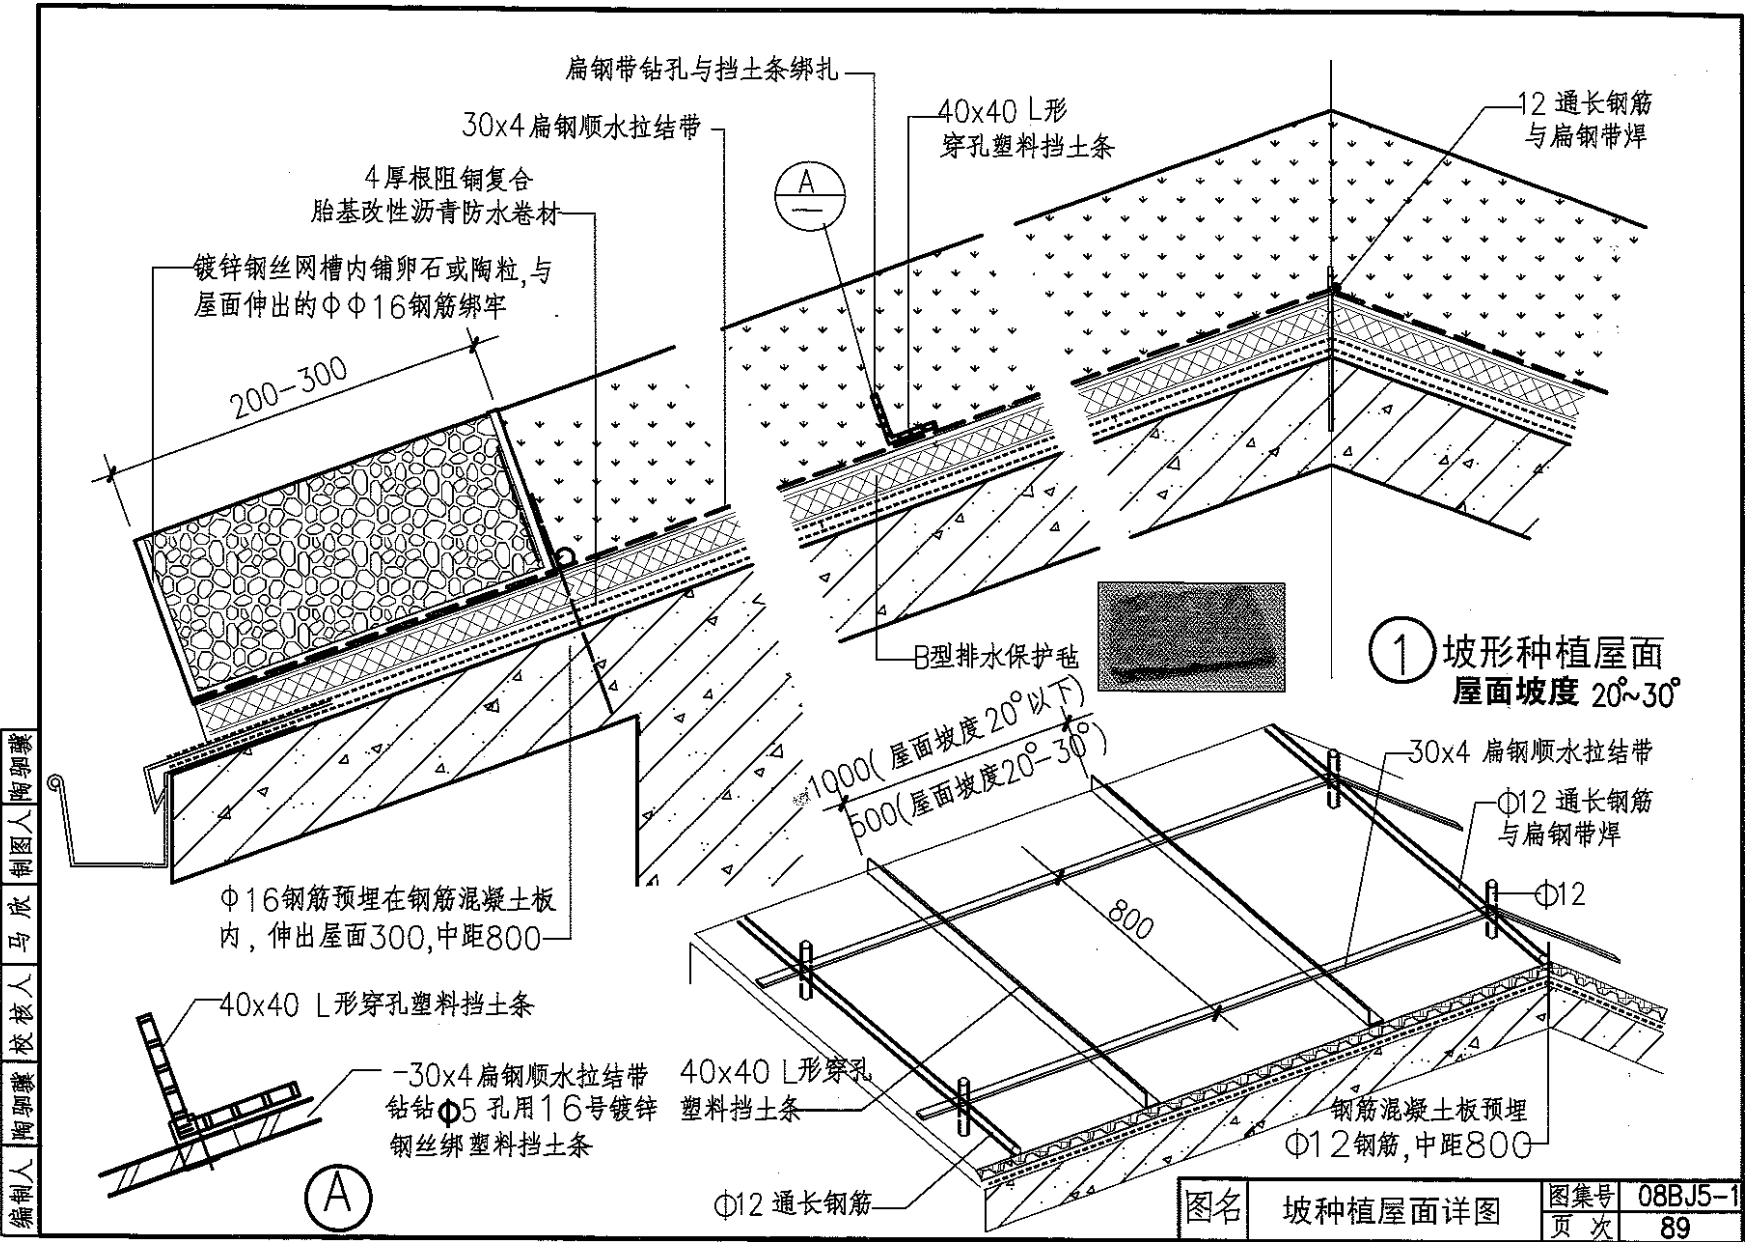 扁钢带钻孔与挡土条绑扎
30x4扁钢顺水拉结带
40x40 L形
穿孔塑料挡土条
12 通长钢筋
与扁钢带焊
4厚根阻铜复合
胎基改性沥青防水卷材
A
镀锌钢丝网槽内铺卵石或陶粒,与
屋面伸出的ΦΦ16钢筋绑牢
200-300
B型排水保护毡
1 坡形种植屋面
屋面坡度 20°~30°
1000(屋面坡度20°以下)
500(屋面坡度20°-30°)
30x4 扁钢顺水拉结带
Φ12 通长钢筋
与扁钢带焊
Φ12
800
Φ16钢筋预埋在钢筋混凝土板
内，伸出屋面300,中距800
40x40 L形穿孔塑料挡土条
-30x4扁钢顺水拉结带
钻钻Φ5孔用16号镀锌
钢丝绑塑料挡土条
A
40x40 L形穿孔
塑料挡土条
Φ12 通长钢筋
钢筋混凝土板预埋
Φ12钢筋,中距800
图名 坡种植屋面详图
图集号 08BJ5-1
页次 89
编制人 陶驷骥 校核人 马欣 制图人 陶驷骥